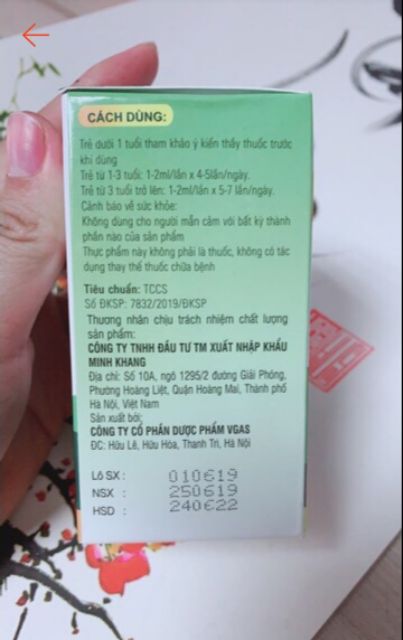 CÁCH DÙNG:
Trẻ dưới 1 tuổi tham khảo ý kiến thầy thuốc trước
khi dùng
Trẻ từ 1-3 tuổi: 1-2ml/lần x 4-5lần/ngày.
Trẻ từ 3 tuổi trở lên: 1-2ml/lần x 5-7 lần/ngày.
Cảnh báo về sức khỏe:
Không dùng cho người mẫn cảm với bất kỳ thành
phần nào của sản phẩm
Thực phẩm này không phải là thuốc, không có tác
dụng thay thế thuốc chữa bệnh
Tiêu chuẩn: TCCS
Số ĐKSP: 7832/2019/ĐKSP
Thương nhân chịu trách nhiệm chất lượng
sản phẩm:
CÔNG TY TNHH ĐẦU TƯ TM XUẤT NHẬP KHẨU
MINH KHANG
Địa chỉ: Số 10A, ngõ 1295/2 đường Giải Phóng,
Phường Hoàng Liệt, Quận Hoàng Mai, Thành phố
Hà Nội, Việt Nam
Sản xuất bởi:
CÔNG TY CỔ PHẦN DƯỢC PHẨM VGAS
ĐC: Hữu Lê, Hữu Hòa, Thanh Trì, Hà Nội
Lô SX : 010619
NSX : 250619
HSD : 240622